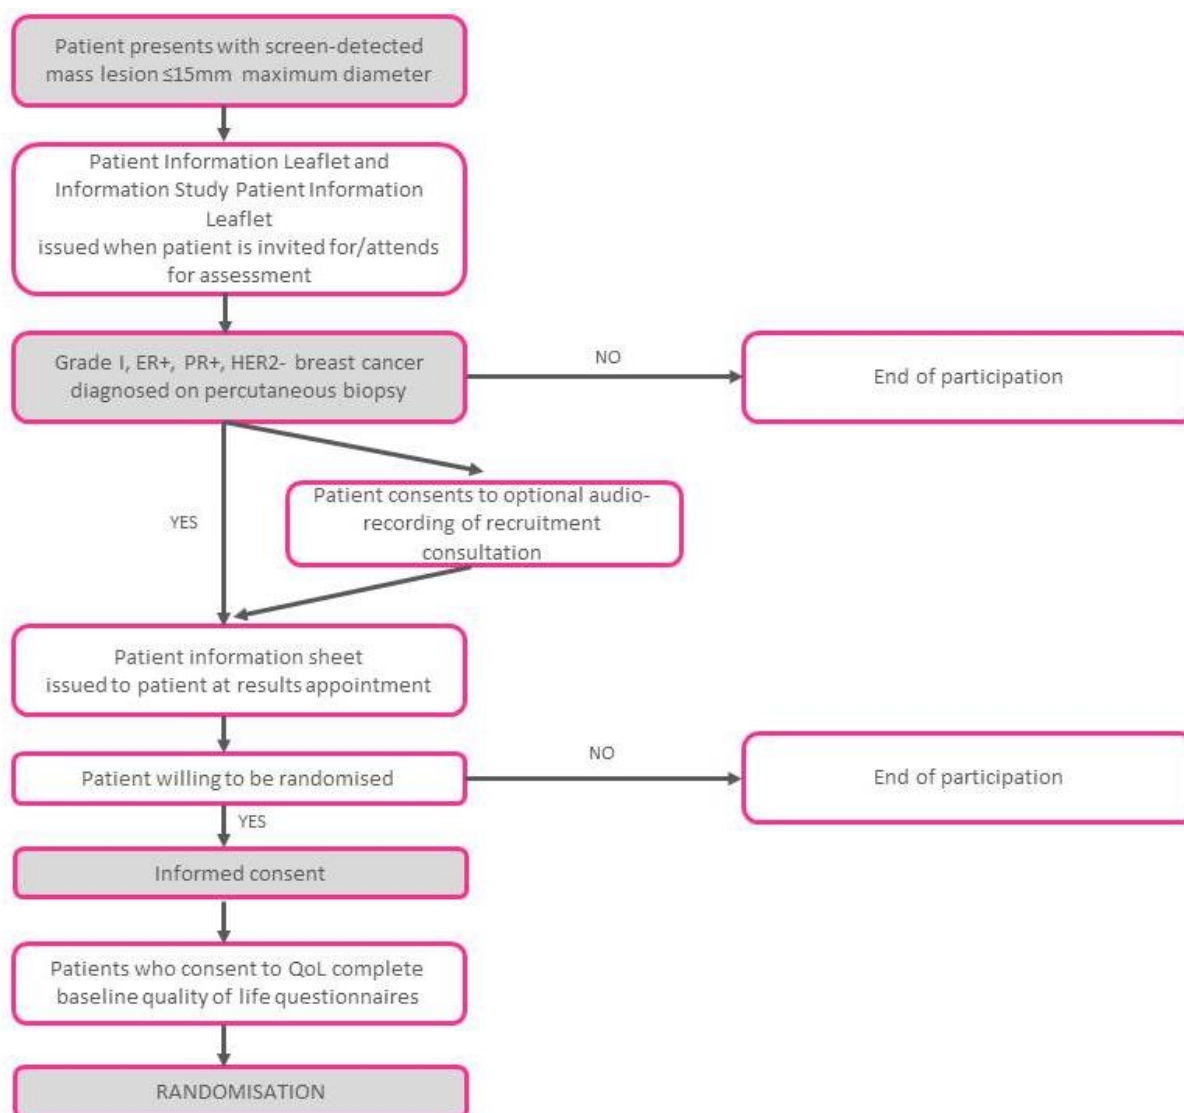 Patient presents with screen-detected
mass lesion ≤15mm maximum diameter
Patient Information Leaflet and
Information Study Patient Information
Leaflet
issued when patient is invited for/attends
for assessment
Grade I, ER+, PR+, HER2- breast cancer
diagnosed on percutaneous biopsy
NO
End of participation
YES
Patient consents to optional audio-
recording of recruitment
consultation
Patient information sheet
issued to patient at results appointment
Patient willing to be randomised
NO
End of participation
YES
Informed consent
Patients who consent to QoL complete
baseline quality of life questionnaires
RANDOMISATION